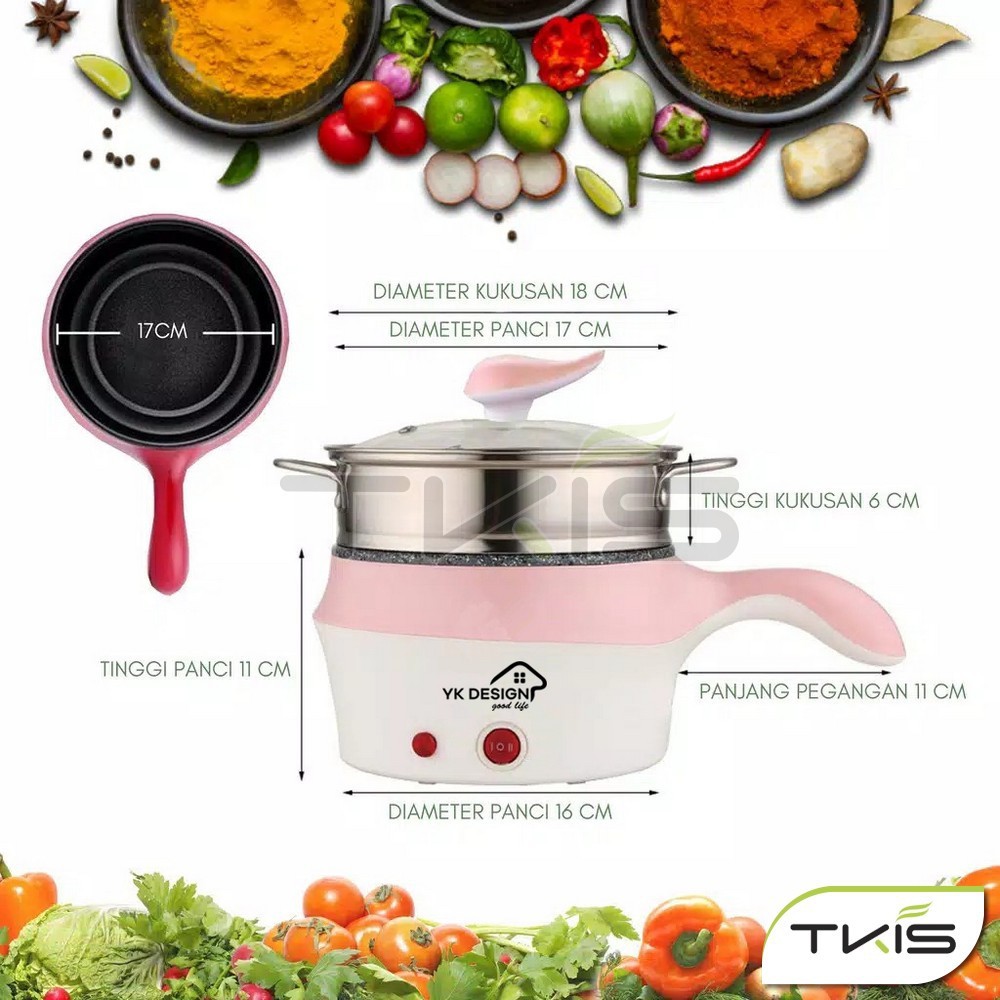 DIAMETER KUKUSAN 18 CM
DIAMETER PANCI 17 CM
17CM
TKIS
TINGGI KUKUSAN 6 CM
TINGGI PANCI 11 CM
PANJANG PEGANGAN 11 CM
YK DESIGN
good life
I O II
DIAMETER PANCI 16 CM
TKIS